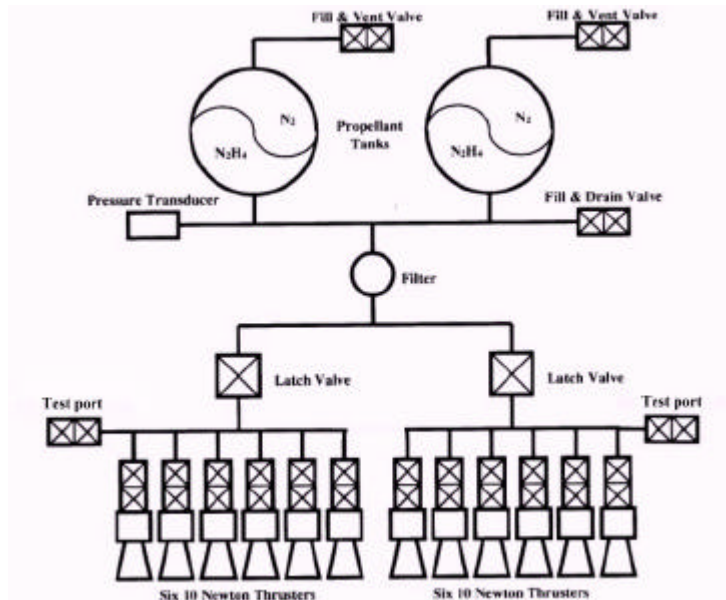 Fill & Vent Valve
Fill & Vent Valve
N₂
N₂H₄
Propellant
Tanks
N₂
N₂H₄
Pressure Transducer
Fill & Drain Valve
Filter
Latch Valve
Latch Valve
Test port
Test port
Six 10 Newton Thrusters
Six 10 Newton Thrusters